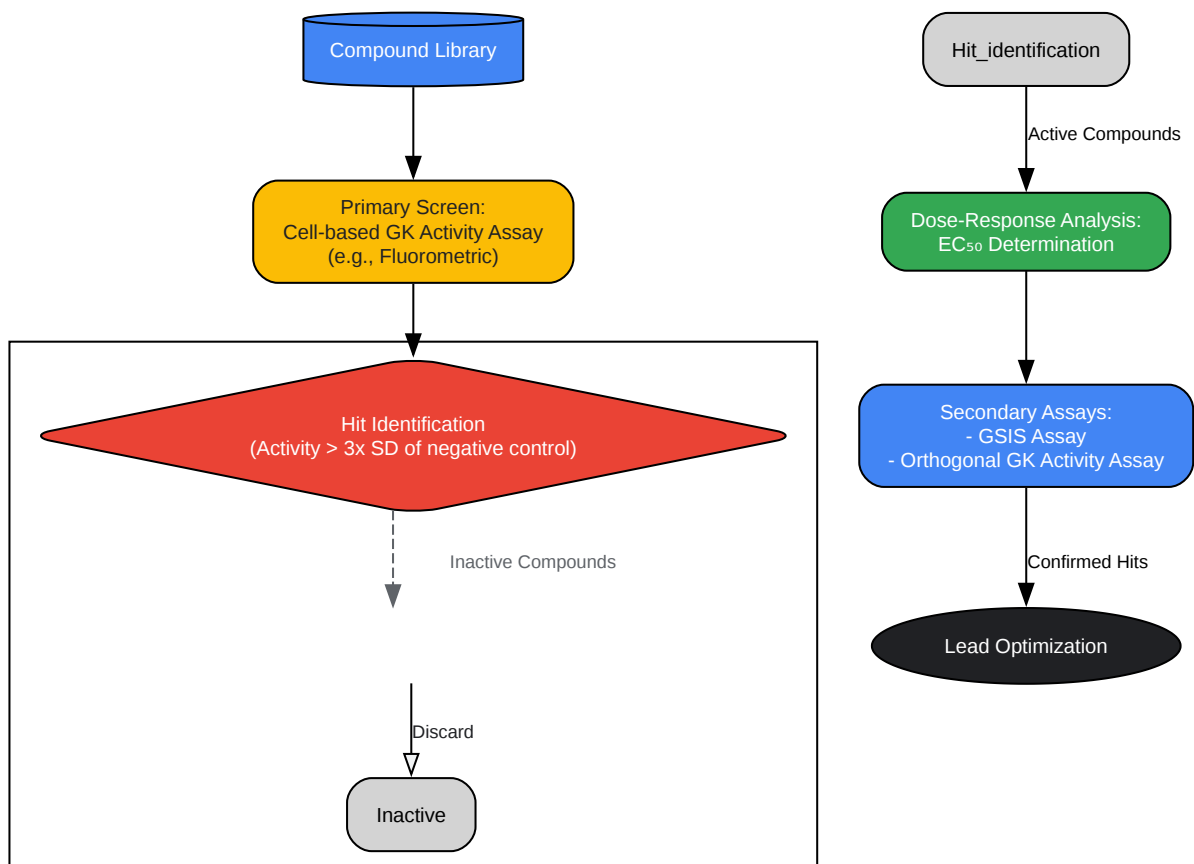 Compound Library
Primary Screen:
Cell-based GK Activity Assay
(e.g., Fluorometric)
Hit Identification
(Activity > 3x SD of negative control)
Inactive Compounds
Discard
Inactive
Hit_identification
Active Compounds
Dose-Response Analysis:
EC₅₀ Determination
Secondary Assays:
- GSIS Assay
- Orthogonal GK Activity Assay
Confirmed Hits
Lead Optimization